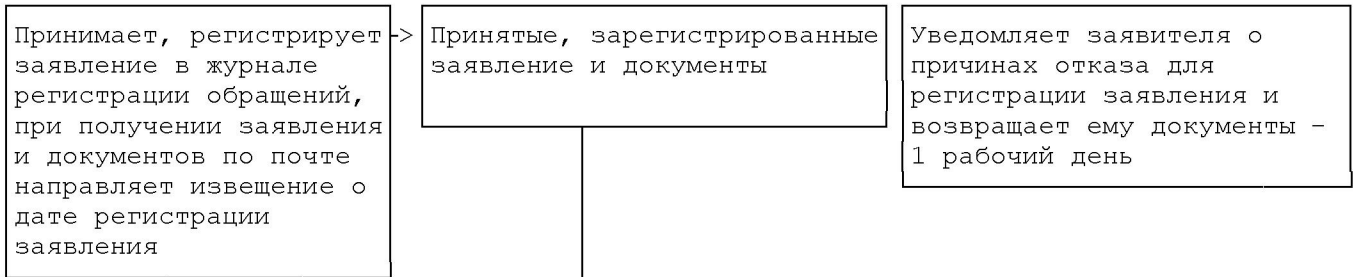 Принимает, регистрирует
заявление в журнале
регистрации обращений,
при получении заявления
и документов по почте
направляет извещение о
дате регистрации
заявления
->
Принятые, зарегистрированные
заявление и документы
Уведомляет заявителя о
причинах отказа для
регистрации заявления и
возвращает ему документы -
1 рабочий день